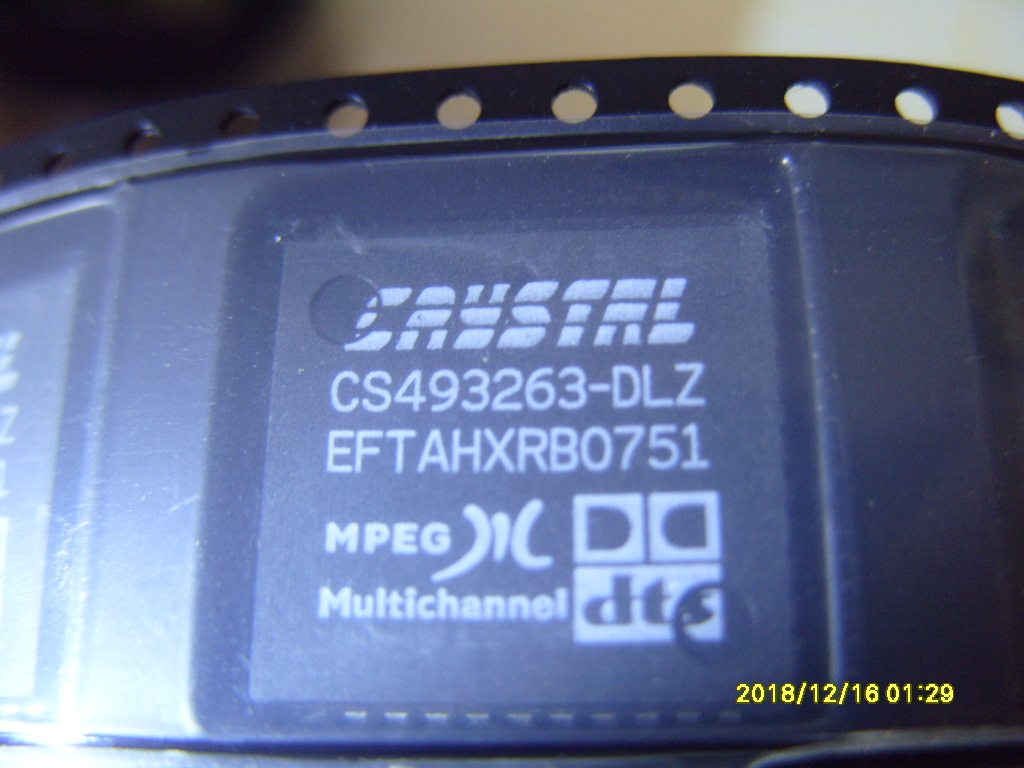 CRYSTAL
CS493263-DLZ
EFTAHXRB0751
MPEG
Multichannel
dts
2018/12/16 01:29